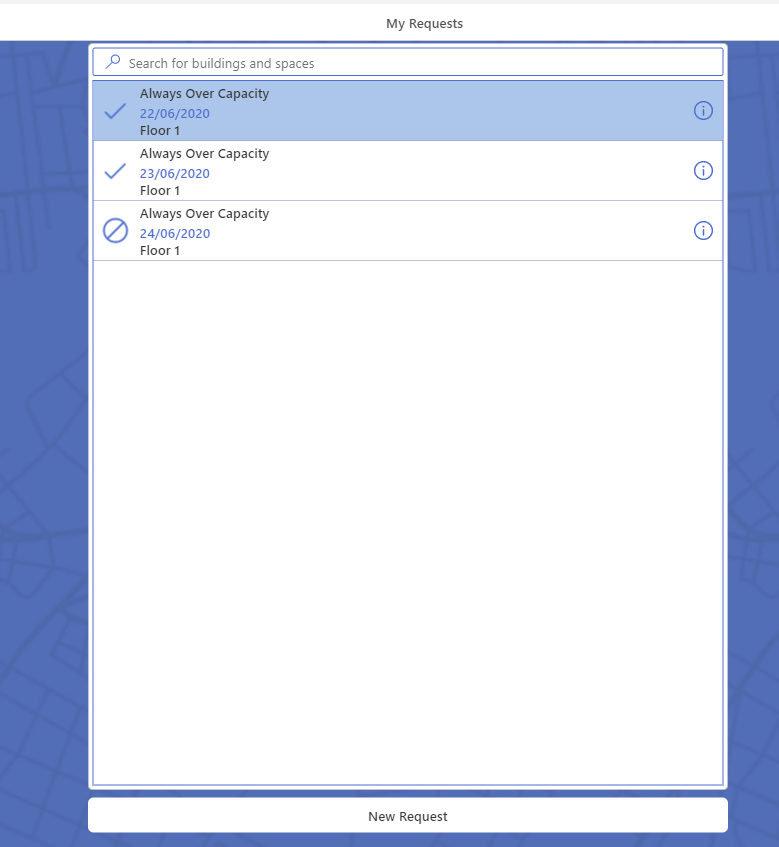 My Requests
Search for buildings and spaces
Always Over Capacity
22/06/2020
Floor 1
Always Over Capacity
23/06/2020
Floor 1
Always Over Capacity
24/06/2020
Floor 1
New Request